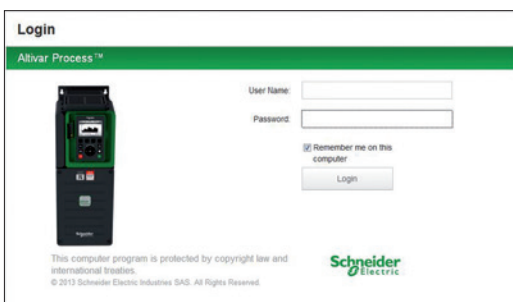 Login
Altivar Process™
User Name:
Password:
Remember me on this
computer
Login
This computer program is protected by copyright law and
international treaties.
© 2013 Schneider Electric Industries SAS. All Rights Reserved.
Schneider
Electric